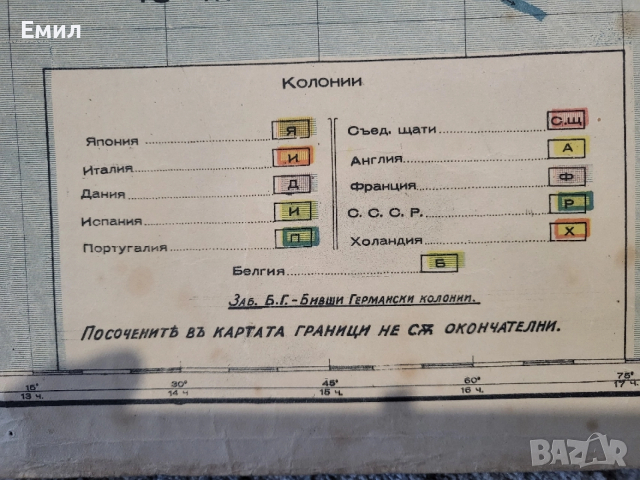 Емил
Колонии
Япония Я
Италия И
Дания Д
Испания И
Португалия П
Съед. щати С.Щ
Англия А
Франция Ф
С. С. С. Р. Р
Холандия Х
Белгия Б
Заб. Б.Г.-Бивши Германски колонии.
Посоченитѣ въ картата граници не сѫ окончателни.
15° 30° 45° 60° 75°
13 ч. 14 ч 15 ч. 16 ч. 17 ч.
BAZAR